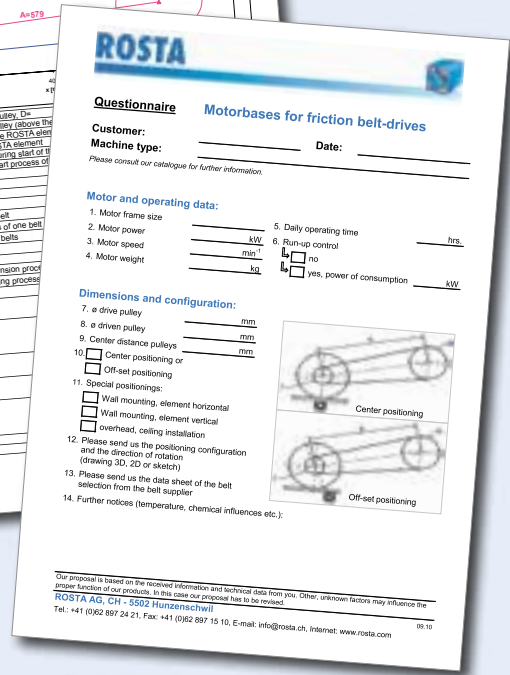 A=579
ulley, D=
lley (above the
e ROSTA elem
STA element
ring start of th
art process of
elt
s of one belt
belts
ROSTA
Questionnaire
Motorbases for friction belt-drives
Customer:
Date:
Machine type:
Please consult our catalogue for further information.
Motor and operating data:
1. Motor frame size
2. Motor power kW
3. Motor speed min-1
4. Motor weight kg
5. Daily operating time hrs.
6. Run-up control
no
yes, power of consumption kW
Dimensions and configuration:
7. ø drive pulley mm
8. ø driven pulley mm
9. Center distance pulleys mm
10. Center positioning or
Off-set positioning
11. Special positionings:
Wall mounting, element horizontal
Wall mounting, element vertical
overhead, ceiling installation
12. Please send us the positioning configuration
and the direction of rotation
(drawing 3D, 2D or sketch)
13. Please send us the data sheet of the belt
selection from the belt supplier
14. Further notices (temperature, chemical influences etc.):
Center positioning
Off-set positioning
Our proposal is based on the received information and technical data from you. Other, unknown factors may influence the
proper function of our products. In this case our proposal has to be revised.
ROSTA AG, CH - 5502 Hunzenschwil
Tel.: +41 (0)62 897 24 21, Fax: +41 (0)62 897 15 10, E-mail: info@rosta.ch, Internet: www.rosta.com
09.10